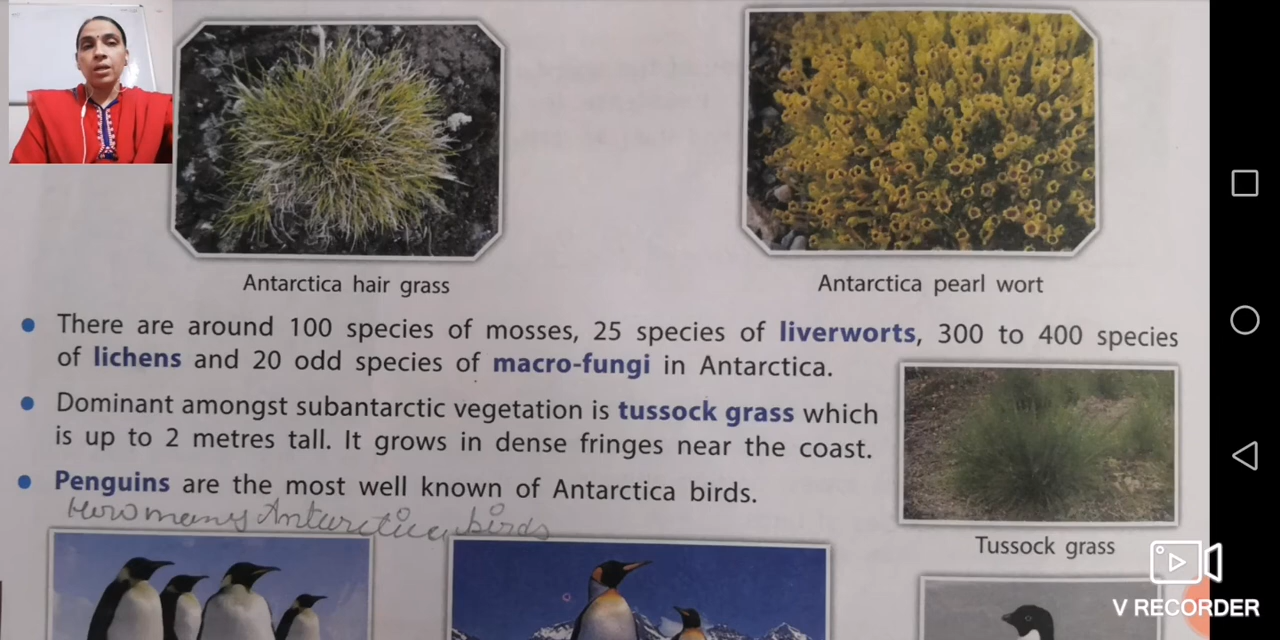 Antarctica hair grass
Antarctica pearl wort
There are around 100 species of mosses, 25 species of liverworts, 300 to 400 species
of lichens and 20 odd species of macro-fungi in Antarctica.
Dominant amongst subantarctic vegetation is tussock grass which
is up to 2 metres tall. It grows in dense fringes near the coast.
Penguins are the most well known of Antarctica birds.
many Antarctica birds
Tussock grass
V RECORDER